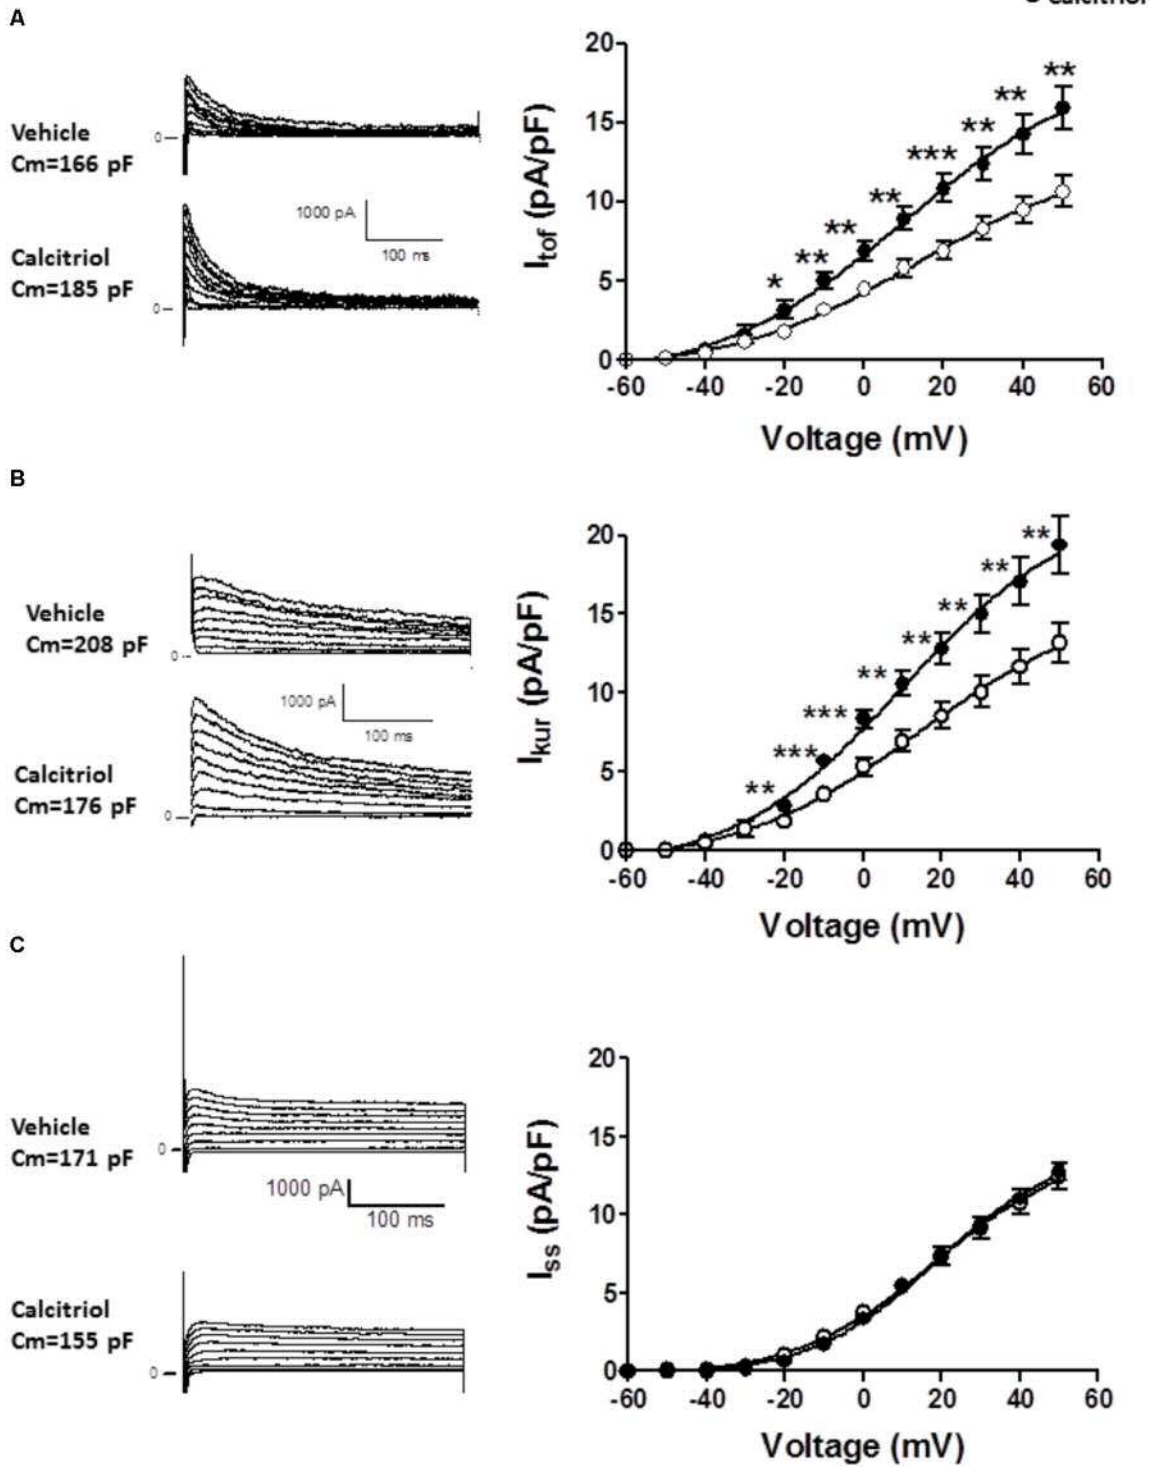 Calcitriol
A
Vehicle
Cm=166 pF
0
1000 pA
100 ms
Calcitriol
Cm=185 pF
0
Itof (pA/pF)
20
15
10
5
0
* ** ** ** *** ** ** **
-60 -40 -20 0 20 40 60
Voltage (mV)
B
Vehicle
Cm=208 pF
0
1000 pA
100 ms
Calcitriol
Cm=176 pF
0
Ikur (pA/pF)
20
15
10
5
0
** *** *** ** ** ** ** **
-60 -40 -20 0 20 40 60
Voltage (mV)
C
Vehicle
Cm=171 pF
0
1000 pA
100 ms
Calcitriol
Cm=155 pF
0
Iss (pA/pF)
20
15
10
5
0
-60 -40 -20 0 20 40 60
Voltage (mV)